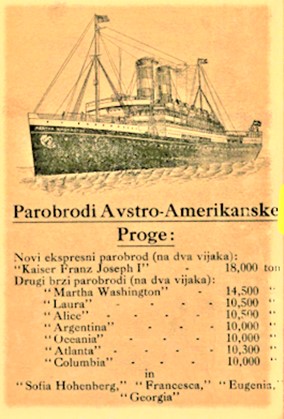 Parobrodi Avstro-Amerikanske
Proge:
Novi ekspresni parobrod (na dva vijaka):
"Kaiser Franz Joseph I" - 18,000 ton
Drugi brzi parobrodi (na dva vijaka):
"Martha Washington" - - 14,500 "
"Laura" - - - - 10,500 "
"Alice" - - - - 10,500 "
"Argentina" - - - 10,000 "
"Oceania" - - - - 10,000 "
"Atlanta" - - - - 10,300 "
"Columbia" - - - 10,000 "
in
"Sofia Hohenberg," "Francesca," "Eugenia,"
"Georgia"